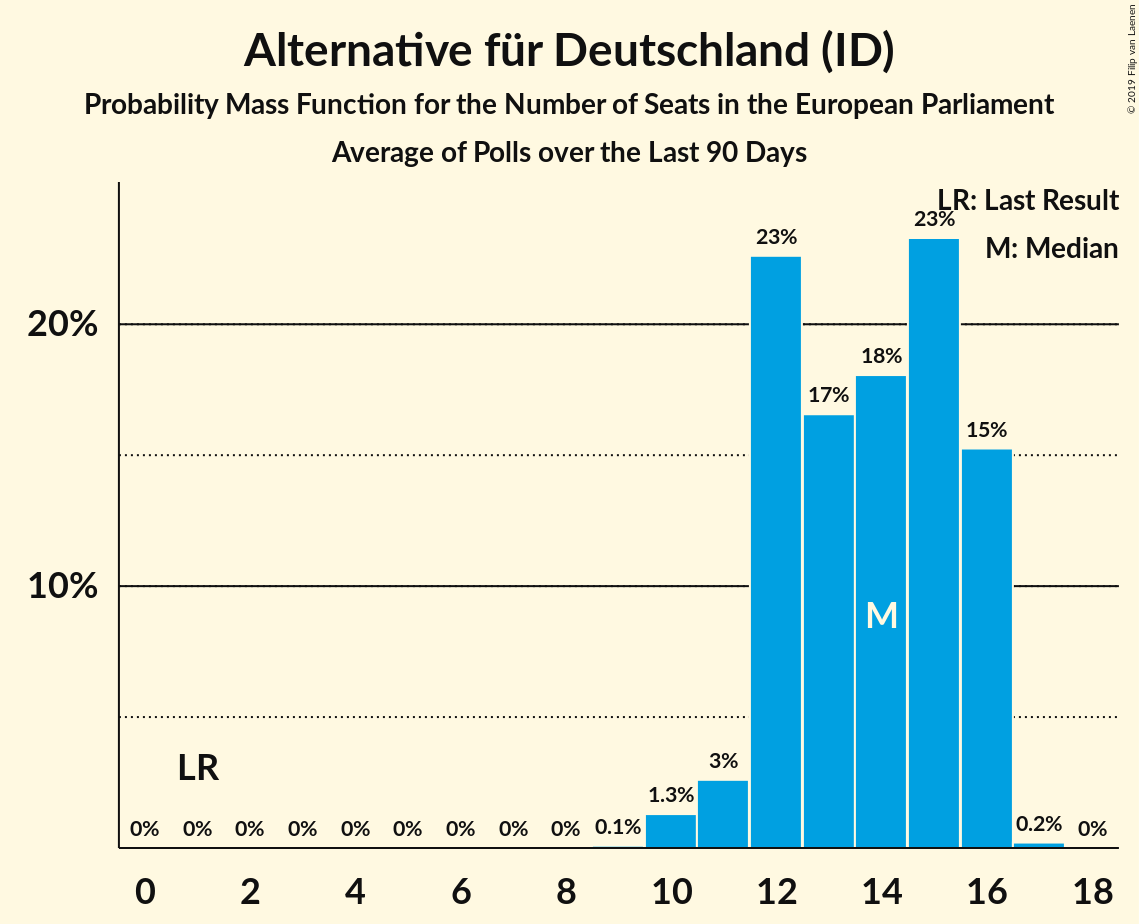 Alternative für Deutschland (ID)
Probability Mass Function for the Number of Seats in the European Parliament
Average of Polls over the Last 90 Days
© 2019 Filip van Laenen
LR: Last Result
M: Median
20%
10%
23%
17%
18%
23%
15%
M
LR
0% 0% 0% 0% 0% 0% 0% 0% 0% 0.1% 1.3% 3% 0.2% 0%
0 2 4 6 8 10 12 14 16 18